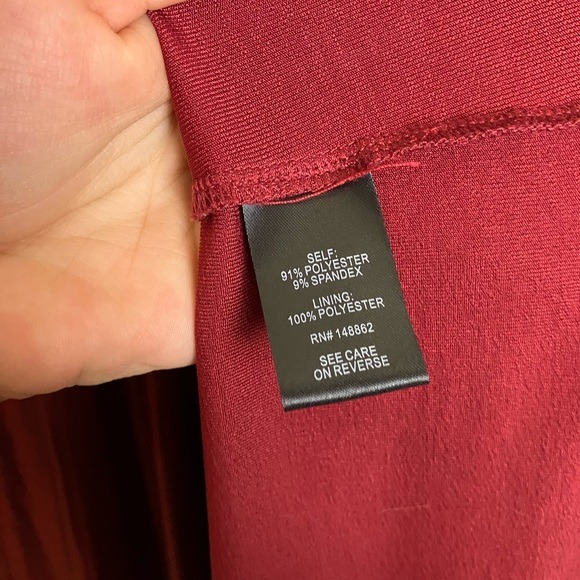 SELF:
91% POLYESTER
9% SPANDEX
LINING:
100% POLYESTER
RN# 148862
SEE CARE
ON REVERSE